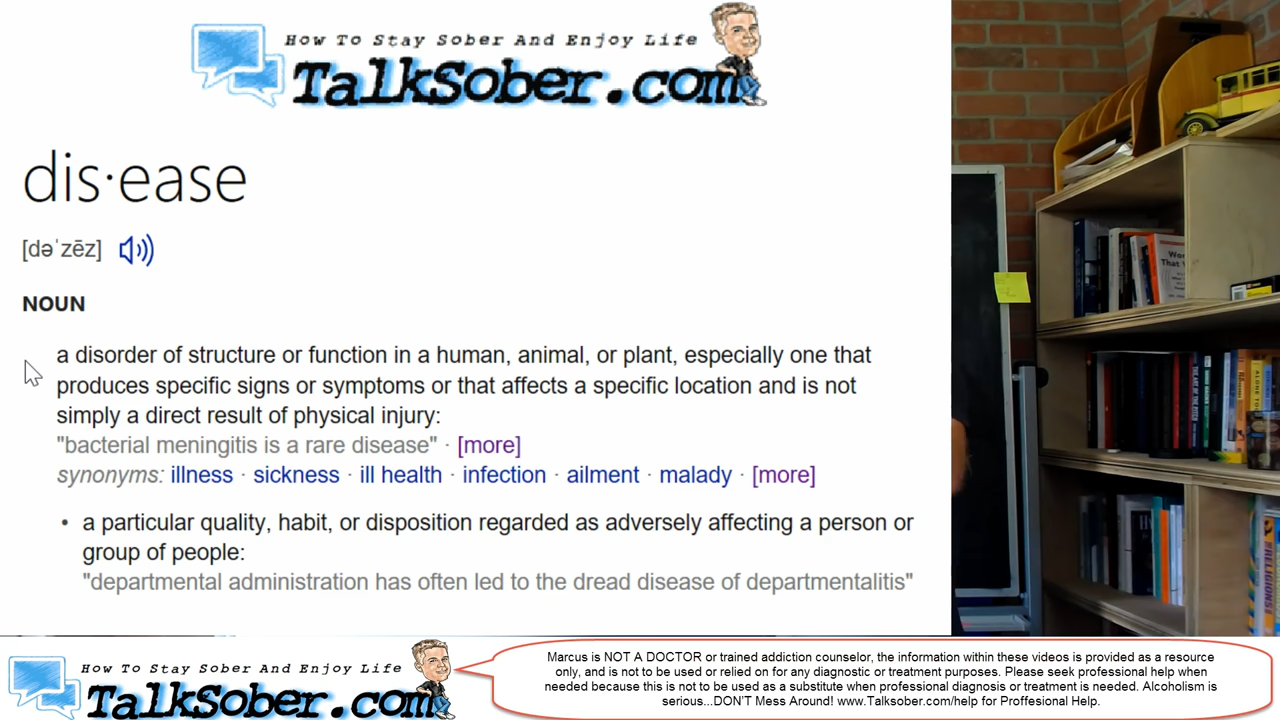 How To Stay Sober And Enjoy Life
TalkSober.com
dis·ease
[dəˈzēz]
NOUN
a disorder of structure or function in a human, animal, or plant, especially one that
produces specific signs or symptoms or that affects a specific location and is not
simply a direct result of physical injury:
"bacterial meningitis is a rare disease" · [more]
synonyms: illness · sickness · ill health · infection · ailment · malady · [more]
• a particular quality, habit, or disposition regarded as adversely affecting a person or
group of people:
"departmental administration has often led to the dread disease of departmentalitis"
How To Stay Sober And Enjoy Life
TalkSober.com
Marcus is NOT A DOCTOR or trained addiction counselor, the information within these videos is provided as a resource
only, and is not to be used or relied on for any diagnostic or treatment purposes. Please seek professional help when
needed because this is not to be used as a substitute when professional diagnosis or treatment is needed. Alcoholism is
serious...DON'T Mess Around! www.TalkSober.com/help for Proffesional Help.